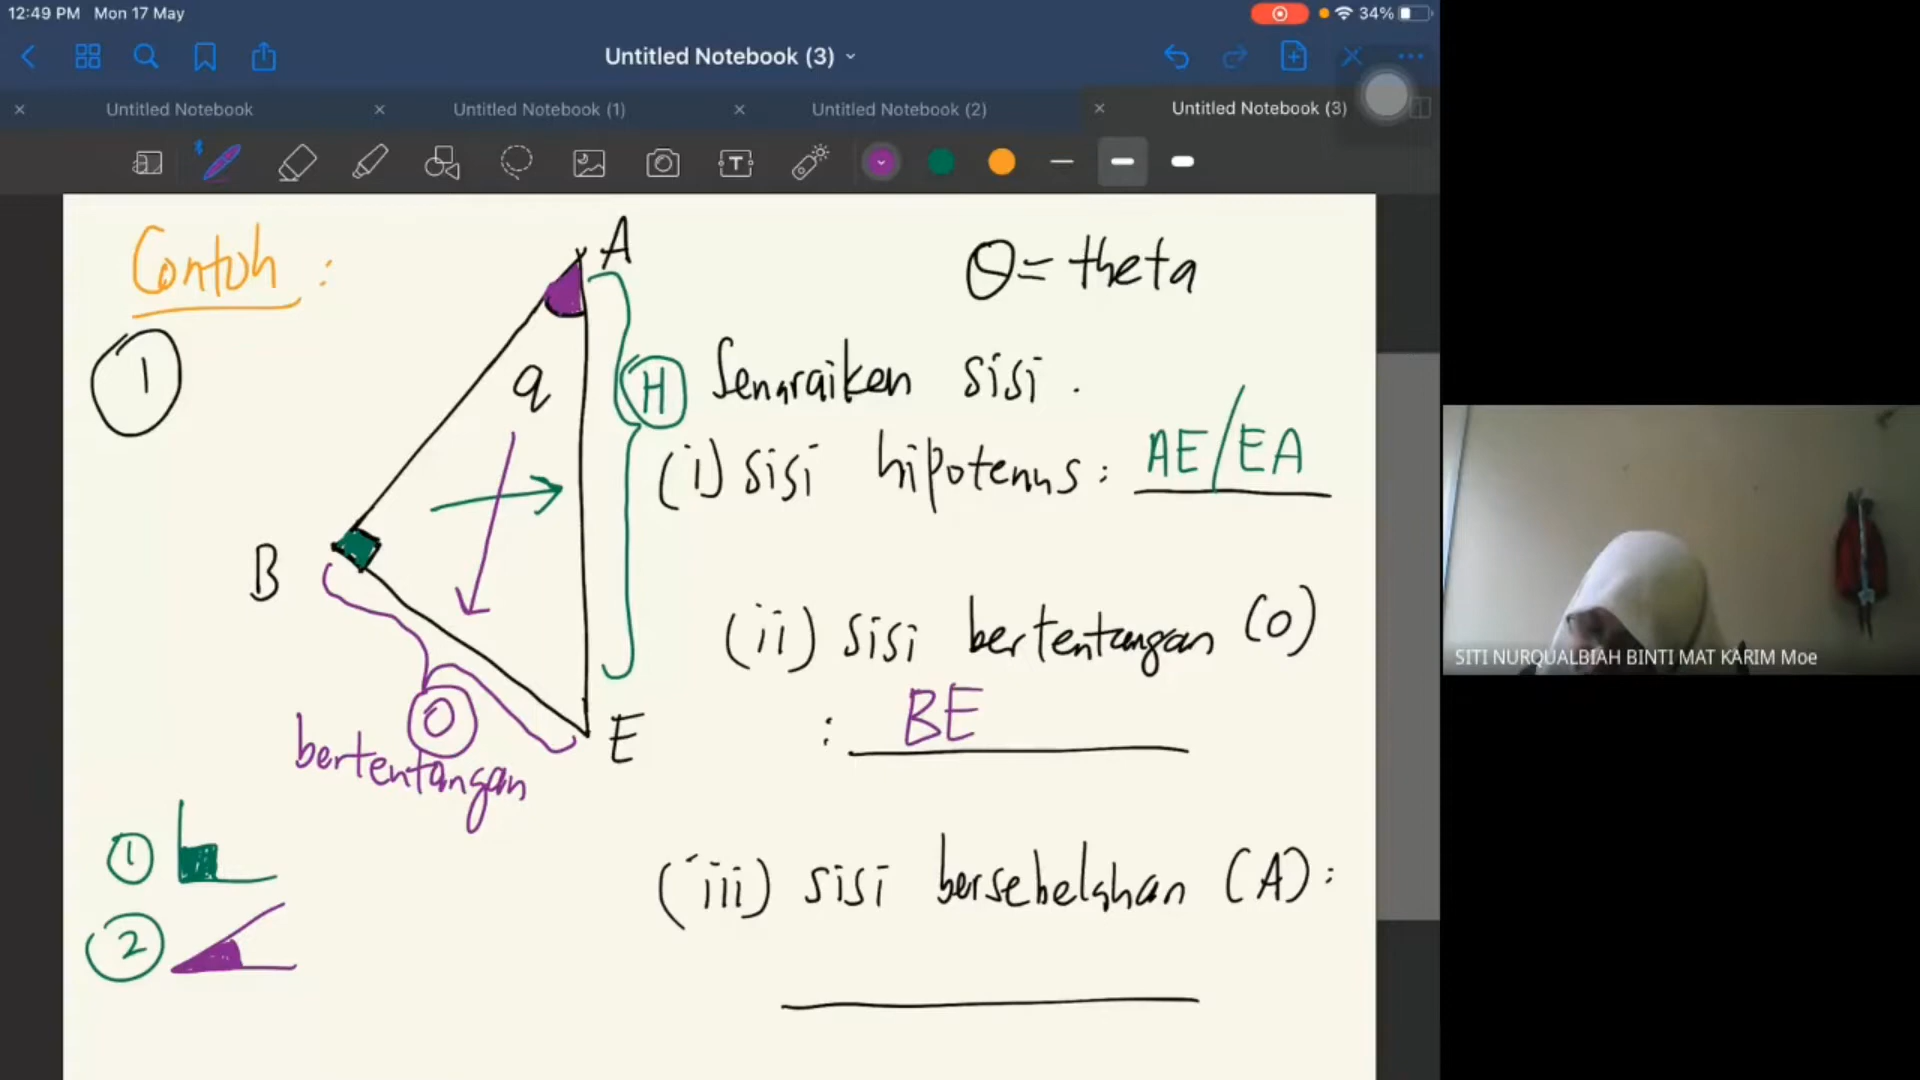 12:49 PM Mon 17 May
34%
Untitled Notebook (3)
Untitled Notebook
Untitled Notebook (1)
Untitled Notebook (2)
Untitled Notebook (3)
T
Contoh :
A
θ = theta
1
q
H
Senaraiken sisi .
(i) sisi hipotenus : AE/EA
B
(ii) sisi bertentangan (O)
: BE
O
E
bertentangan
1
(iii) sisi bersebelahan (A) :
2
SITI NURQUALBIAH BINTI MAT KARIM Moe